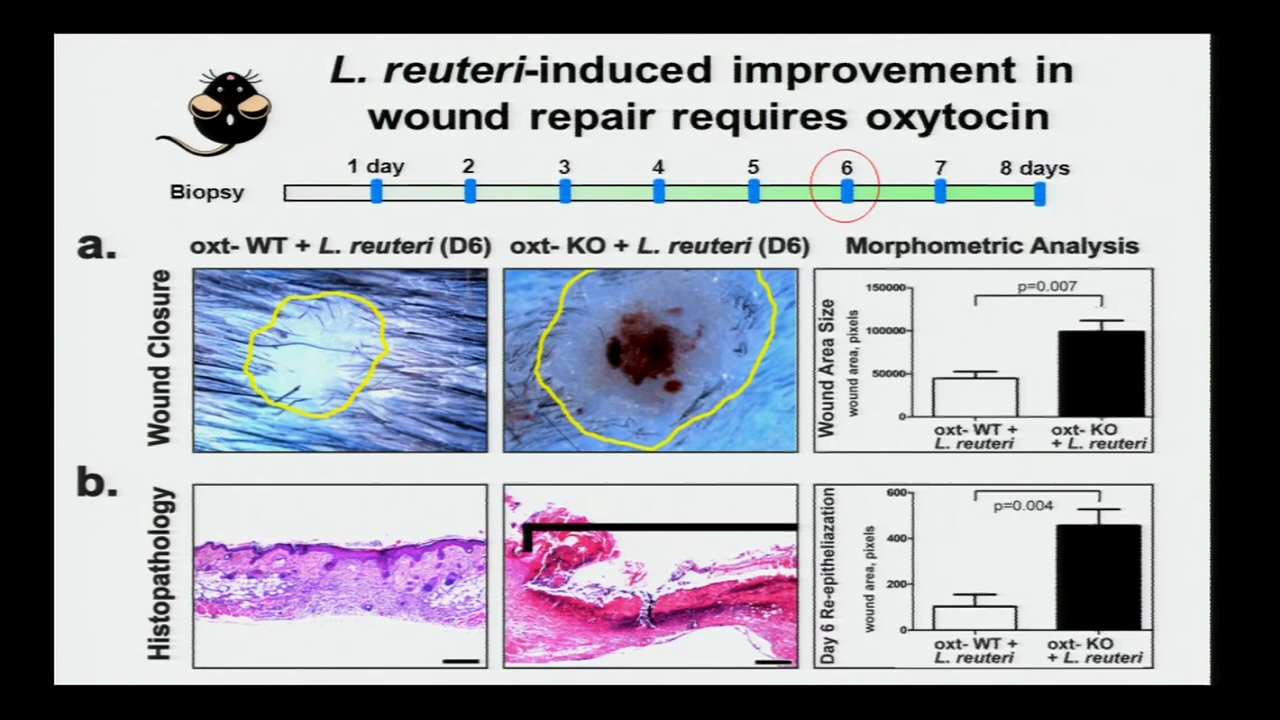 L. reuteri-induced improvement in
wound repair requires oxytocin
1 day 2 3 4 5 6 7 8 days
Biopsy
a.
oxt- WT + L. reuteri (D6) oxt- KO + L. reuteri (D6) Morphometric Analysis
Wound Closure
Wound Area Size
wound area, pixels
150000
100000
50000
0
p=0.007
oxt- WT +
L. reuteri
oxt- KO
+ L. reuteri
b.
Histopathology
Day 6 Re-epitheliazation
wound area, pixels
600
400
200
0
p=0.004
oxt- WT +
L. reuteri
oxt- KO
+ L. reuteri